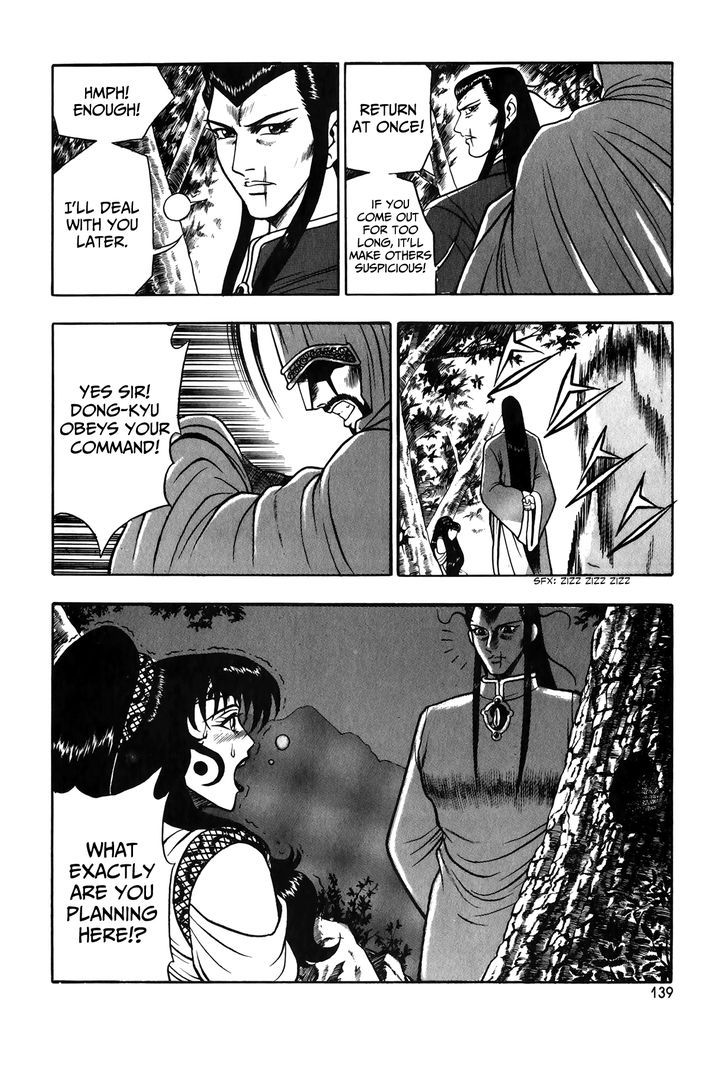 HMPH!
ENOUGH!
I'LL DEAL
WITH YOU
LATER.
RETURN
AT ONCE!
IF YOU
COME OUT
FOR TOO
LONG, IT'LL
MAKE OTHERS
SUSPICIOUS!
YES SIR!
DONG-KYU
OBEYS YOUR
COMMAND!
SFX: ZIZZ ZIZZ ZIZZ
WHAT
EXACTLY
ARE YOU
PLANNING
HERE!?
139